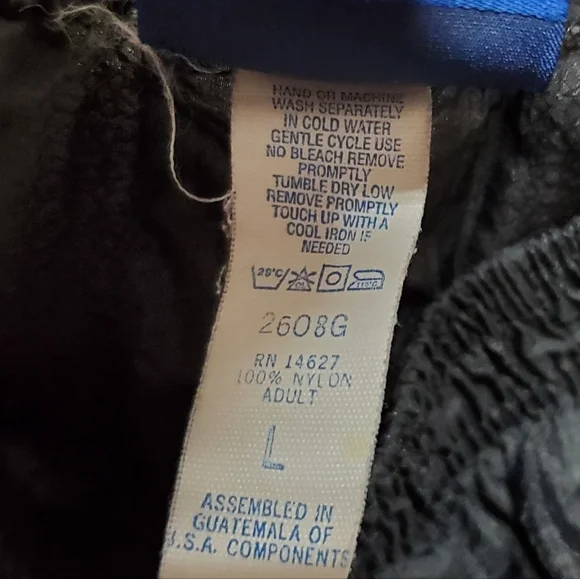 HAND OR MACHINE
WASH SEPARATELY
IN COLD WATER
GENTLE CYCLE USE
NO BLEACH REMOVE
PROMPTLY
TUMBLE DRY LOW
REMOVE PROMPTLY
TOUCH UP WITH A
COOL IRON IF
NEEDED
2608G
RN 14627
100% NYLON
ADULT
L
ASSEMBLED IN
GUATEMALA OF
U.S.A. COMPONENTS